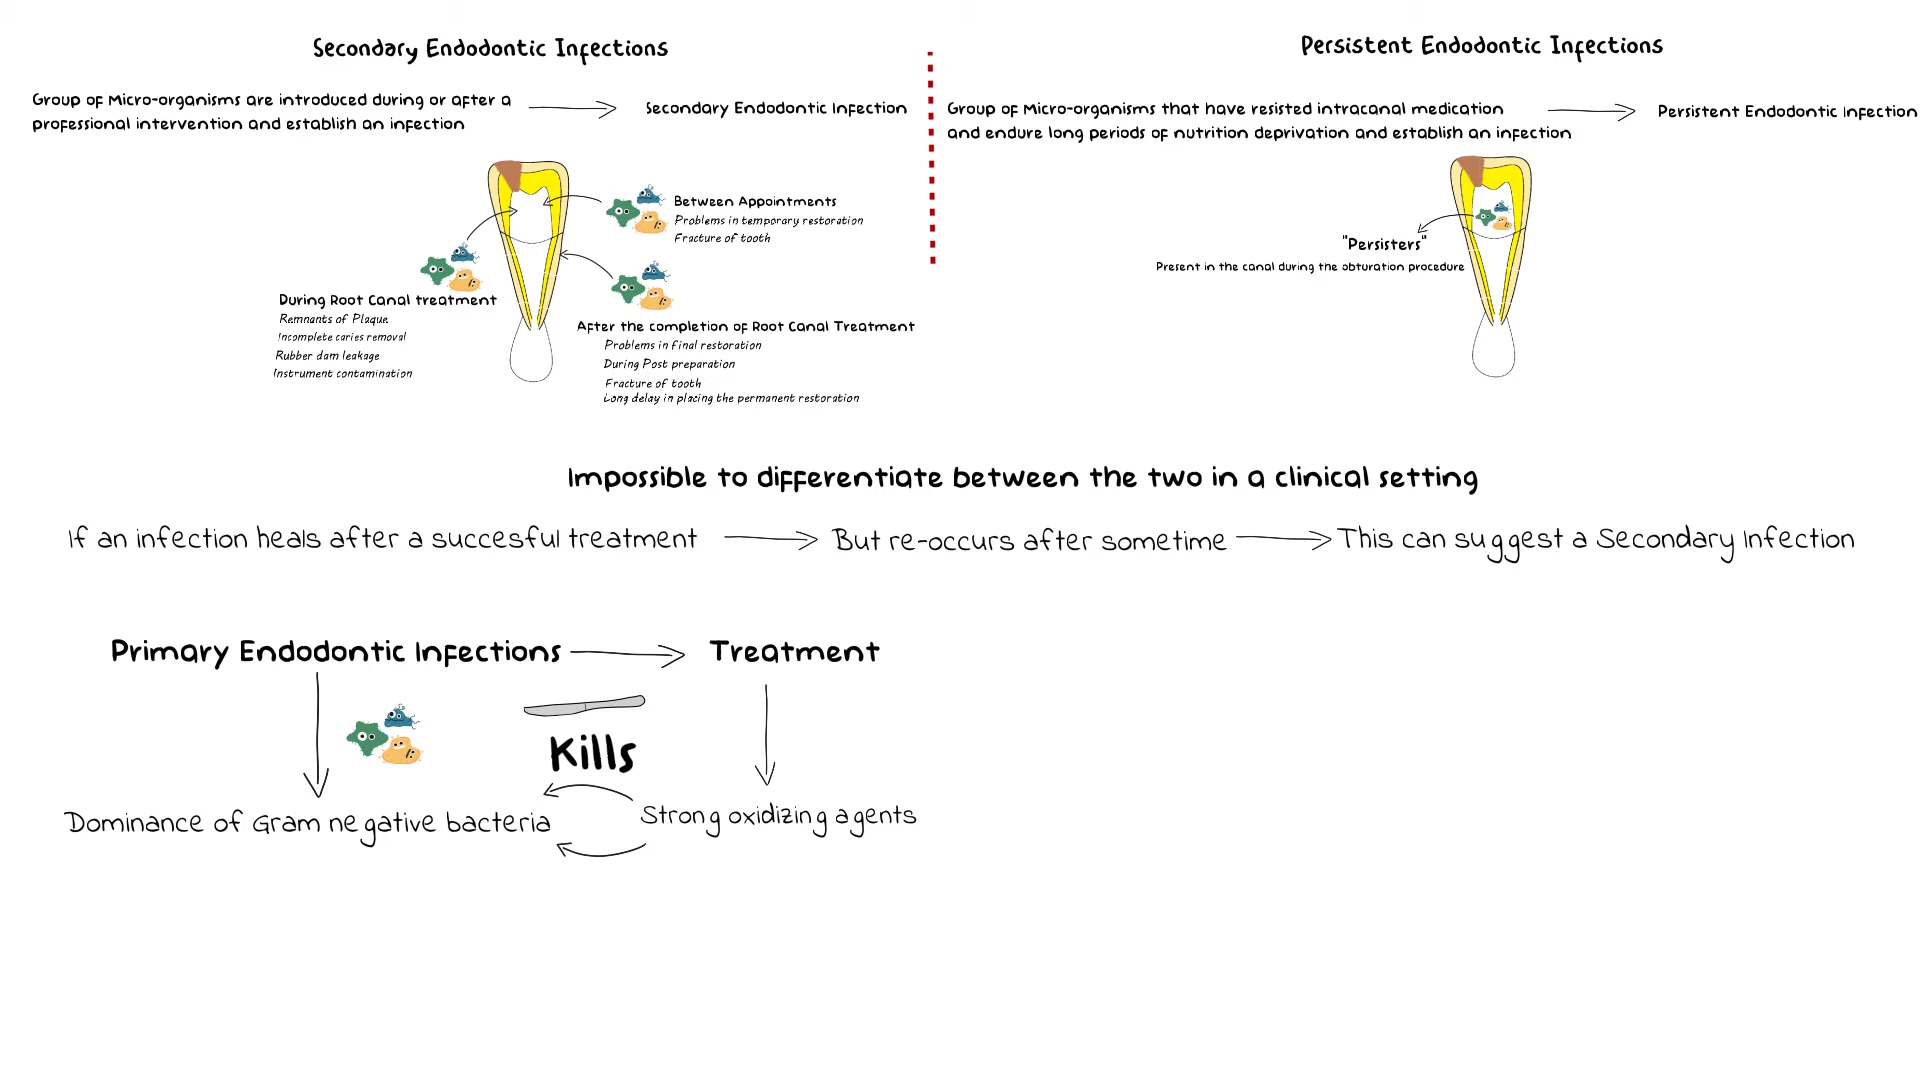 Secondary Endodontic Infections
Group of Micro-organisms are introduced during or after a
professional intervention and establish an infection
Secondary Endodontic Infection
Between Appointments
Problems in temporary restoration
Fracture of tooth
During Root Canal treatment
Remnants of Plaque
Incomplete caries removal
Rubber dam leakage
Instrument contamination
After the completion of Root Canal Treatment
Problems in final restoration
During Post preparation
Fracture of tooth
Long delay in placing the permanent restoration
Persistent Endodontic Infections
Group of Micro-organisms that have resisted intracanal medication
and endure long periods of nutrition deprivation and establish an infection
Persistent Endodontic Infection
"Persisters"
Present in the canal during the obturation procedure
Impossible to differentiate between the two in a clinical setting
If an infection heals after a succesful treatment
But re-occurs after sometime
This can suggest a Secondary Infection
Primary Endodontic Infections
Treatment
Kills
Dominance of Gram negative bacteria
Strong oxidizing agents